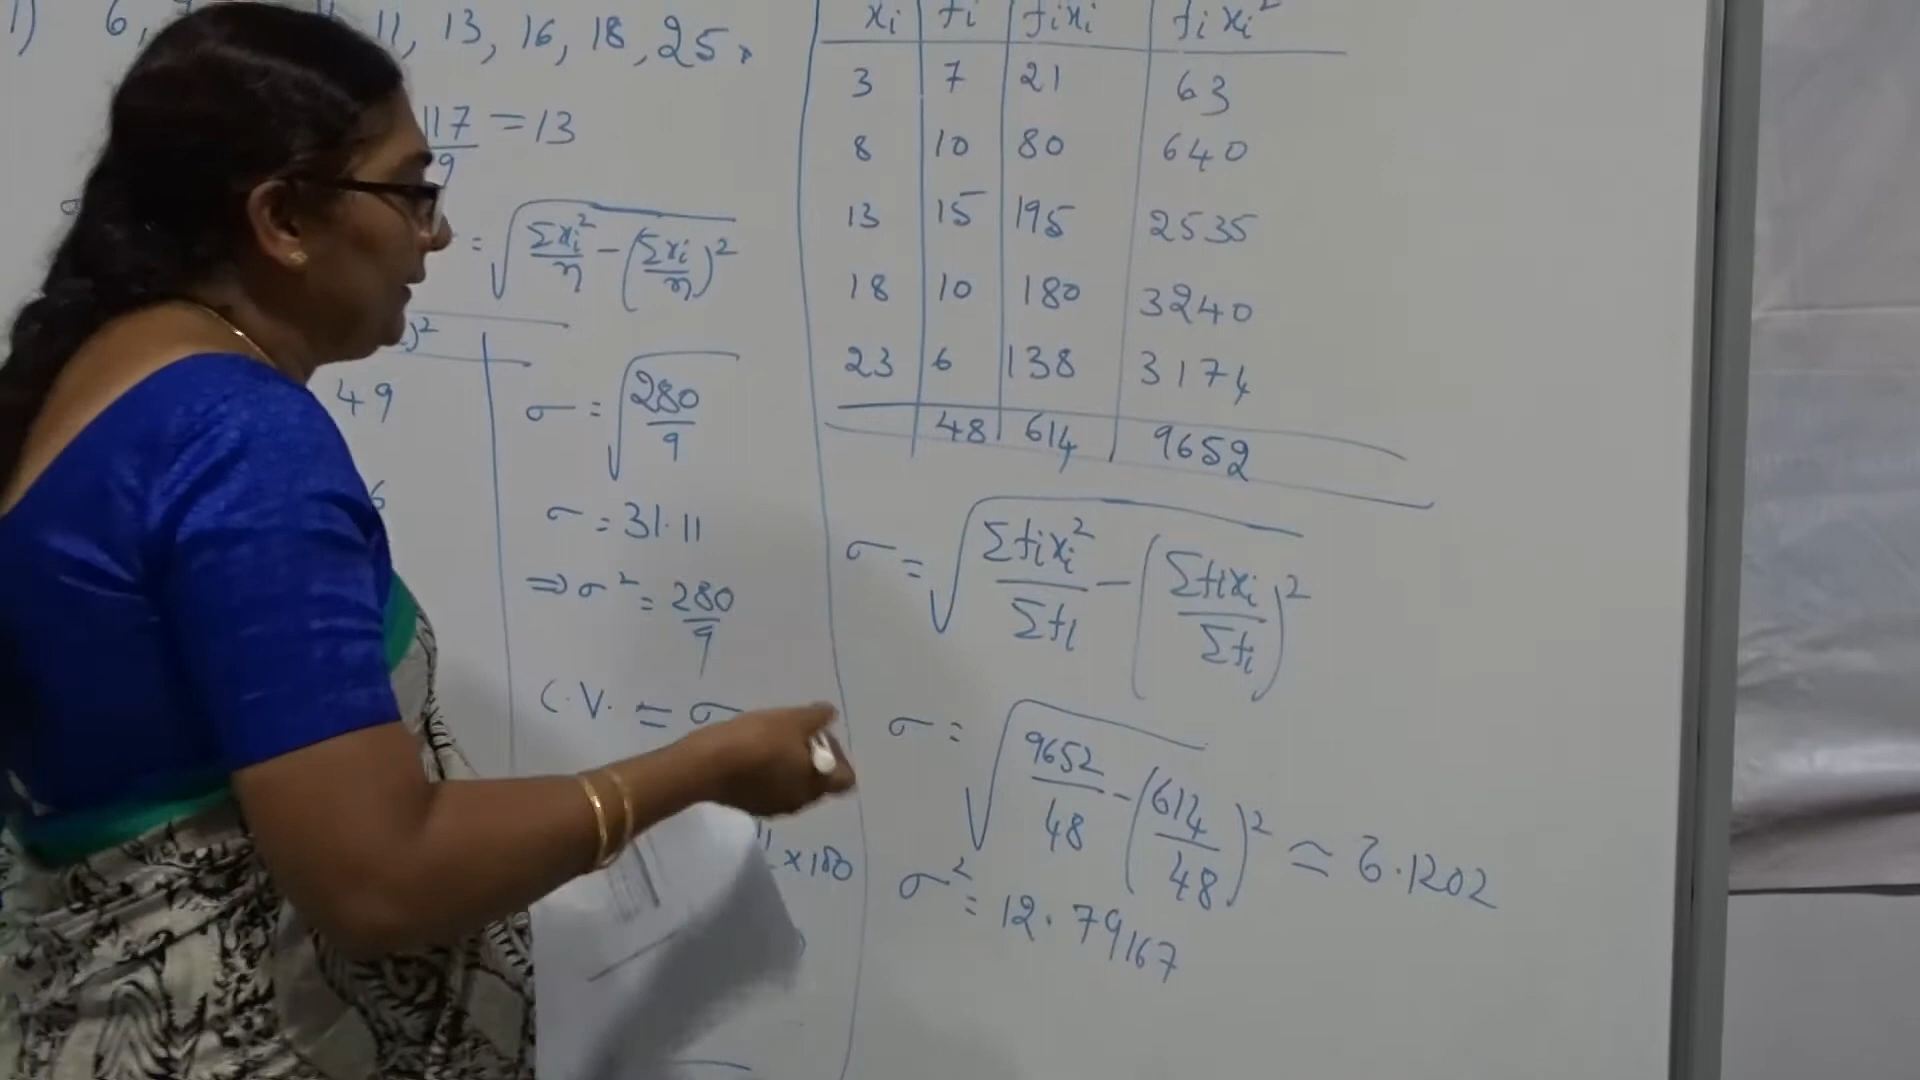 1) 6, 11, 13, 16, 18, 25,
117/9 = 13
= √(Σxi²/n − (Σxi/n)²)
)²
49
6
σ = √(280/9)
σ = 31.11
⇒ σ² = 280/9
C.V. = σ
11 × 100
xi fi fixi fixi²
3 7 21 63
8 10 80 640
13 15 195 2535
18 10 180 3240
23 6 138 3174
48 614 9652
σ = √(Σfixi²/Σfi − (Σfixi/Σfi)²)
σ = √(9652/48 − (614/48)²) ≃ 6.1202
σ² = 12.79167